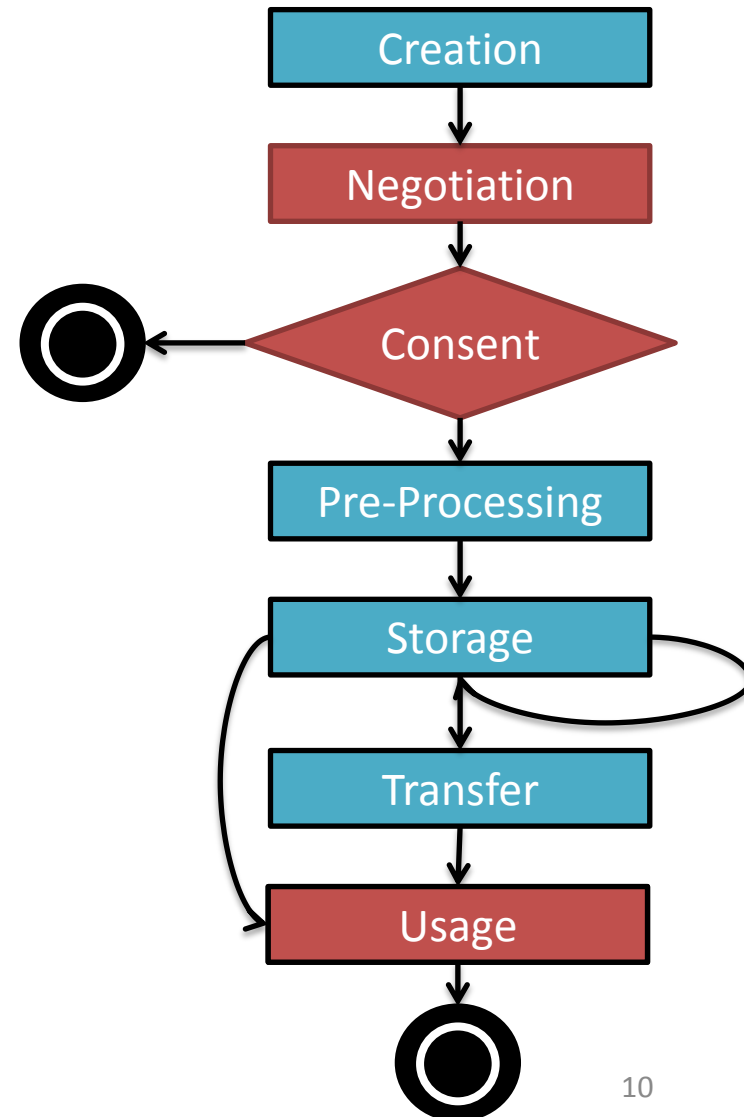 Creation
Negotiation
Consent
Pre-Processing
Storage
Transfer
Usage
10